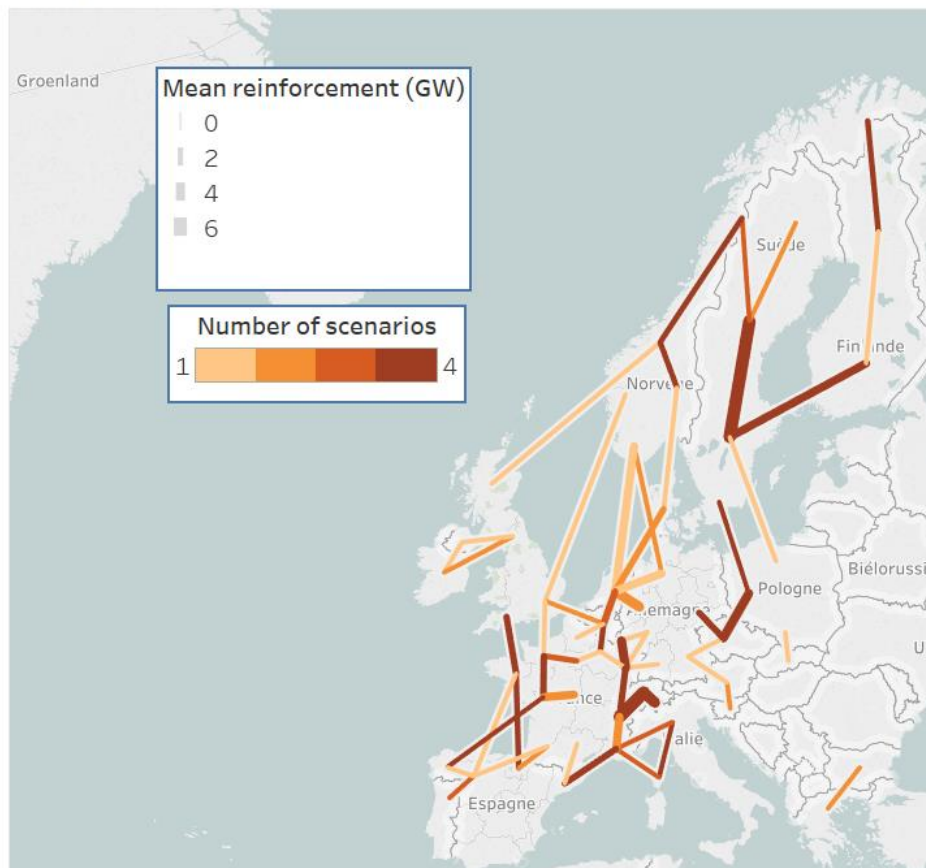 Groenland
Mean reinforcement (GW)
0
2
4
6
Number of scenarios
1
4
Suède
Finlande
Norvège
Biélorussi
Pologne
Allemagne
U
France
Italie
Espagne